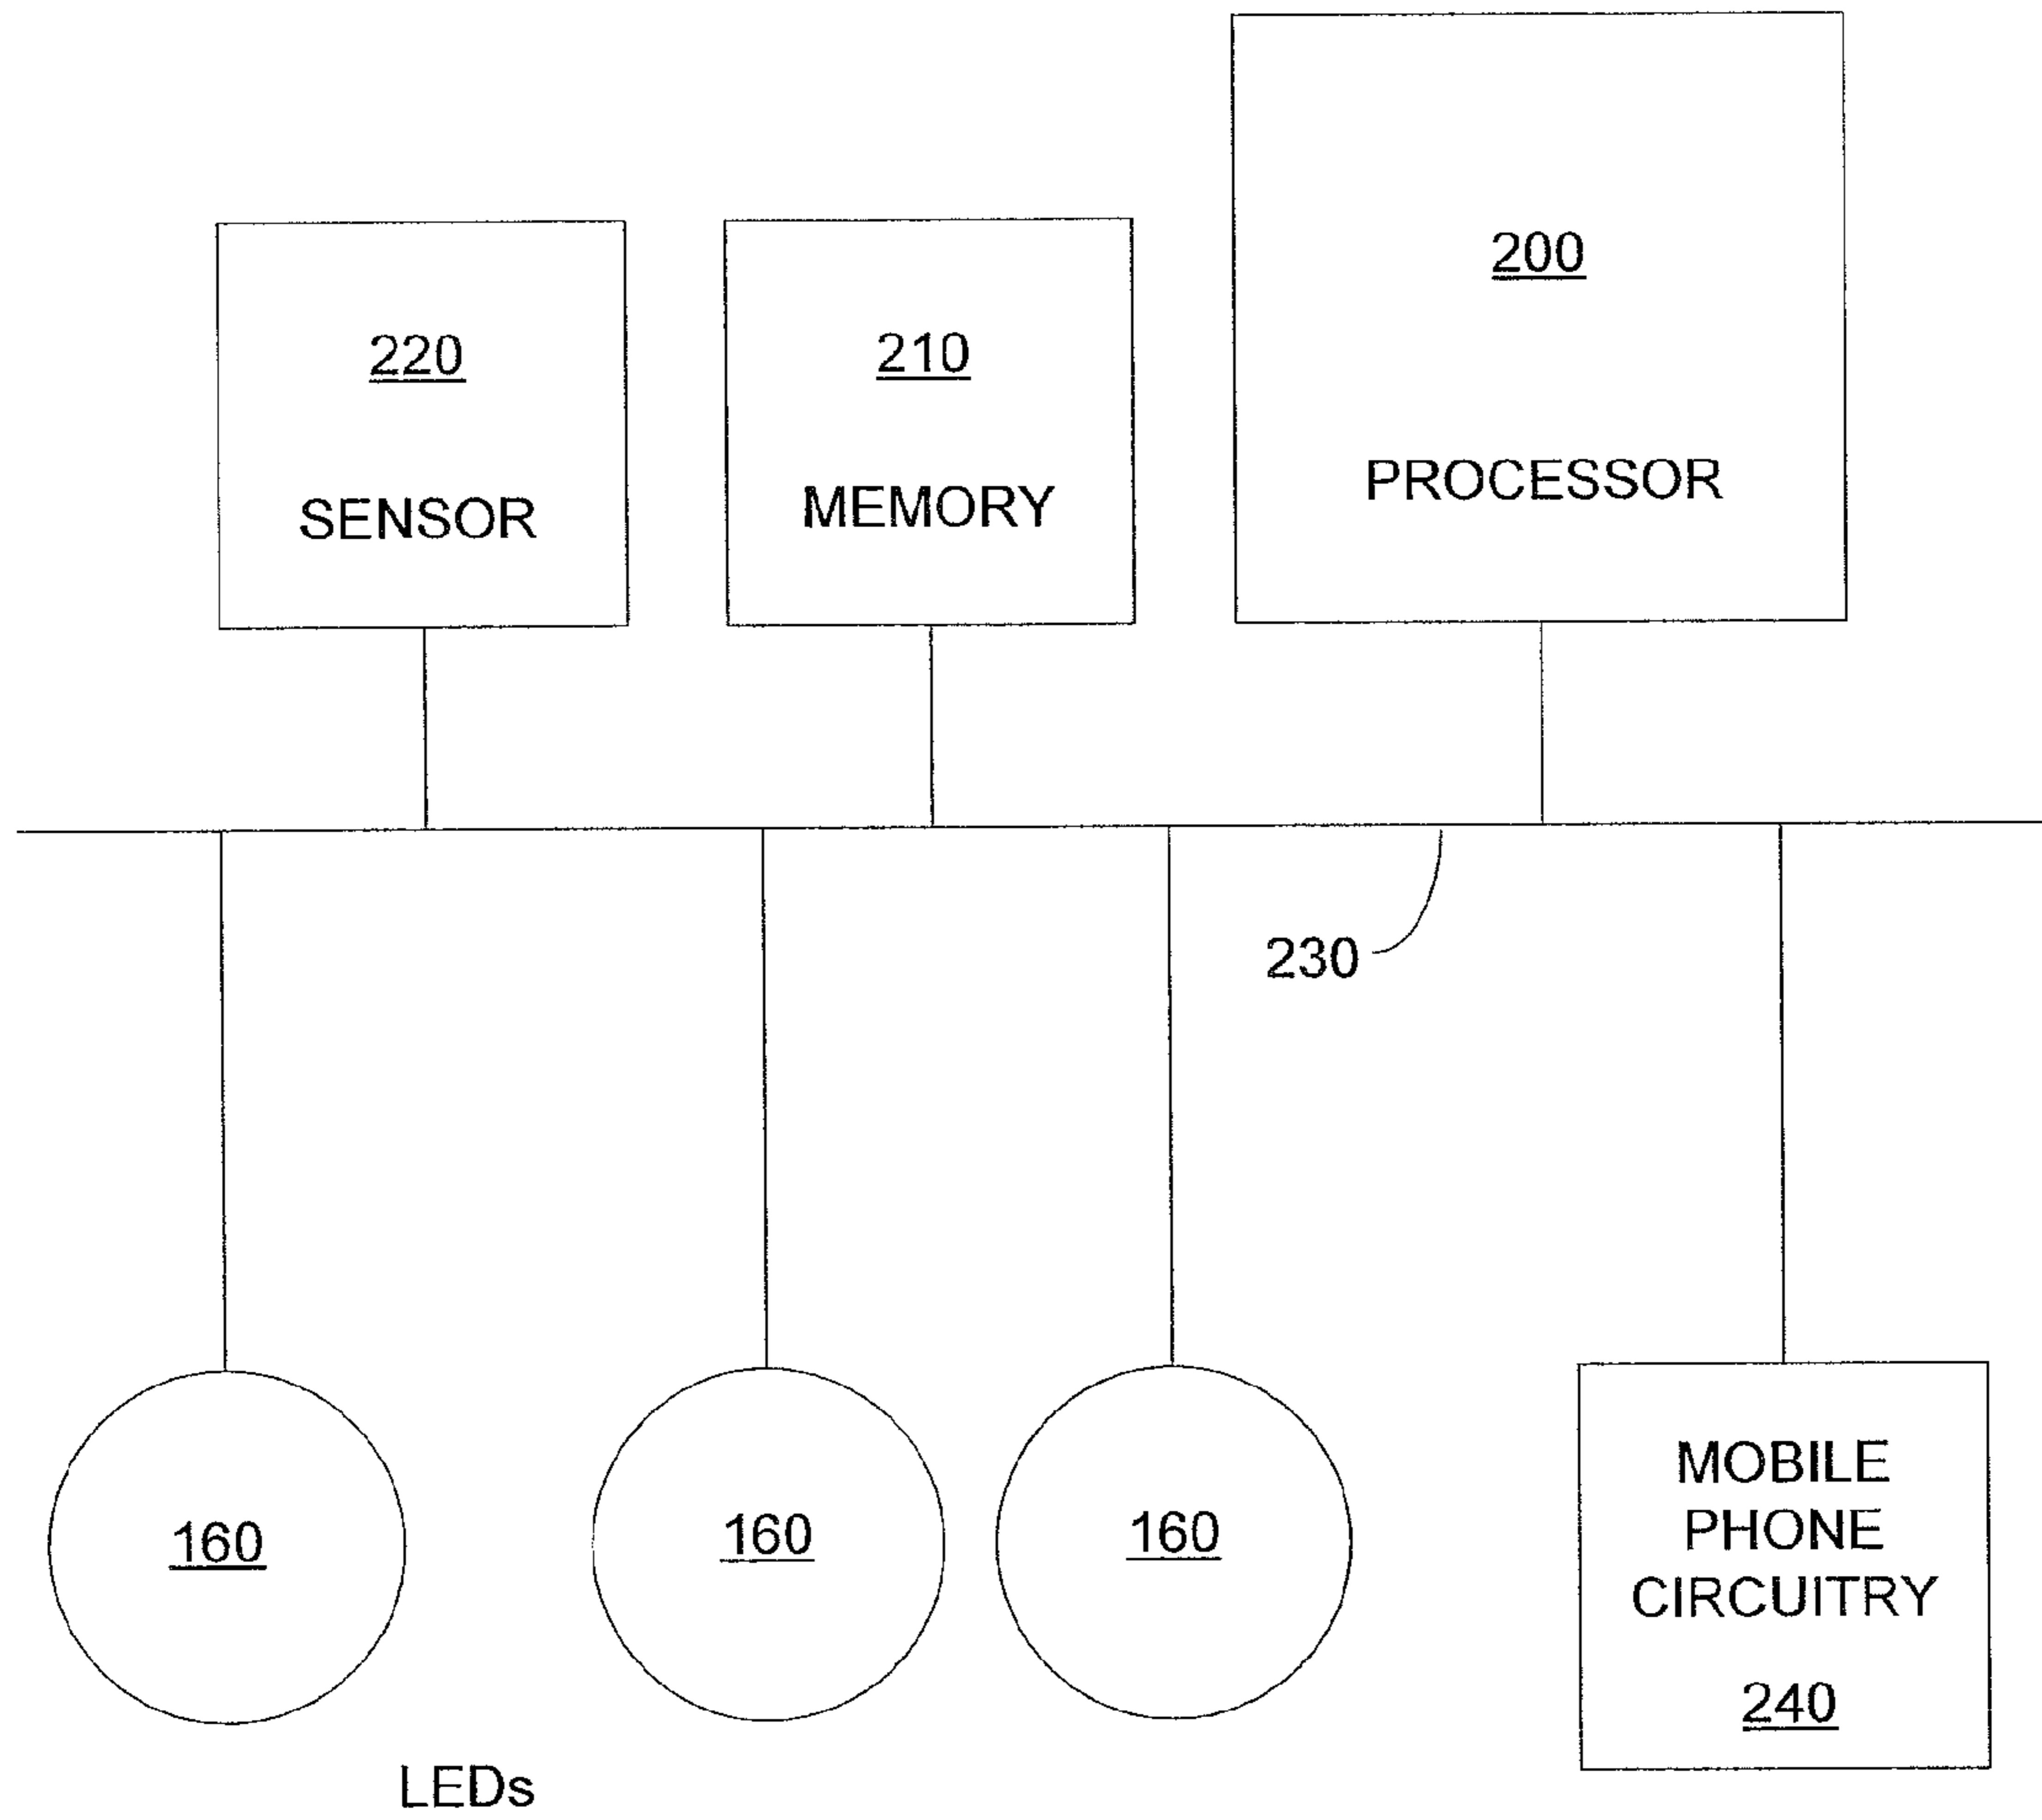 200
220
210
PROCESSOR
SENSOR
MEMORY
230
MOBILE
PHONE
CIRCUITRY
160
160
160
240
LEDs